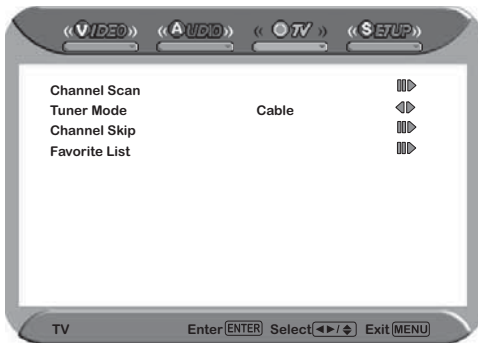 VIDEO AUDIO TV SETUP
Channel Scan
Tuner Mode Cable
Channel Skip
Favorite List
TV Enter ENTER Select ◄►/♦ Exit MENU